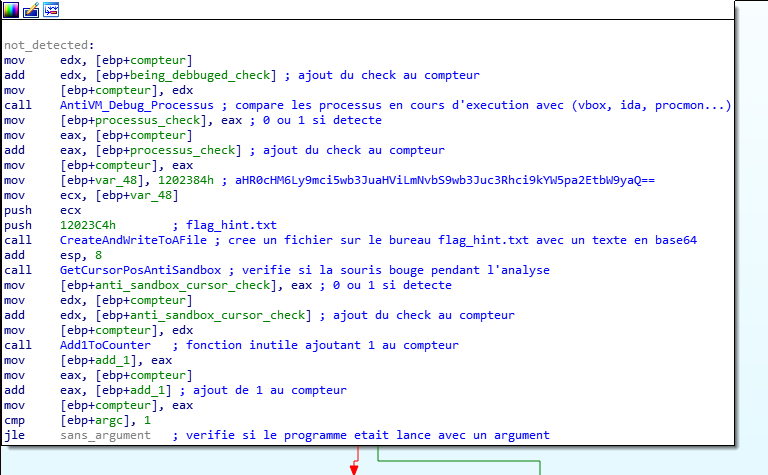 not_detected:
mov edx, [ebp+compteur]
add edx, [ebp+being_debbuged_check] ; ajout du check au compteur
mov [ebp+compteur], edx
call AntiVM_Debug_Processus ; compare les processus en cours d'execution avec (vbox, ida, procmon...)
mov [ebp+processus_check], eax ; 0 ou 1 si detecte
mov eax, [ebp+compteur]
add eax, [ebp+processus_check] ; ajout du check au compteur
mov [ebp+compteur], eax
mov [ebp+var_48], 1202384h ; aHR0cHM6Ly9mci5wb3JuaHViLmNvbS9wb3Juc3Rhci9kYW5pa2EtbW9yaQ==
mov ecx, [ebp+var_48]
push ecx
push 12023C4h ; flag_hint.txt
call CreateAndWriteToAFile ; cree un fichier sur le bureau flag_hint.txt avec un texte en base64
add esp, 8
call GetCursorPosAntiSandbox ; verifie si la souris bouge pendant l'analyse
mov [ebp+anti_sandbox_cursor_check], eax ; 0 ou 1 si detecte
mov edx, [ebp+compteur]
add edx, [ebp+anti_sandbox_cursor_check] ; ajout du check au compteur
mov [ebp+compteur], edx
call Add1ToCounter ; fonction inutile ajoutant 1 au compteur
mov [ebp+add_1], eax
mov eax, [ebp+compteur]
add eax, [ebp+add_1] ; ajout de 1 au compteur
mov [ebp+compteur], eax
cmp [ebp+argc], 1
jle sans_argument ; verifie si le programme etait lance avec un argument